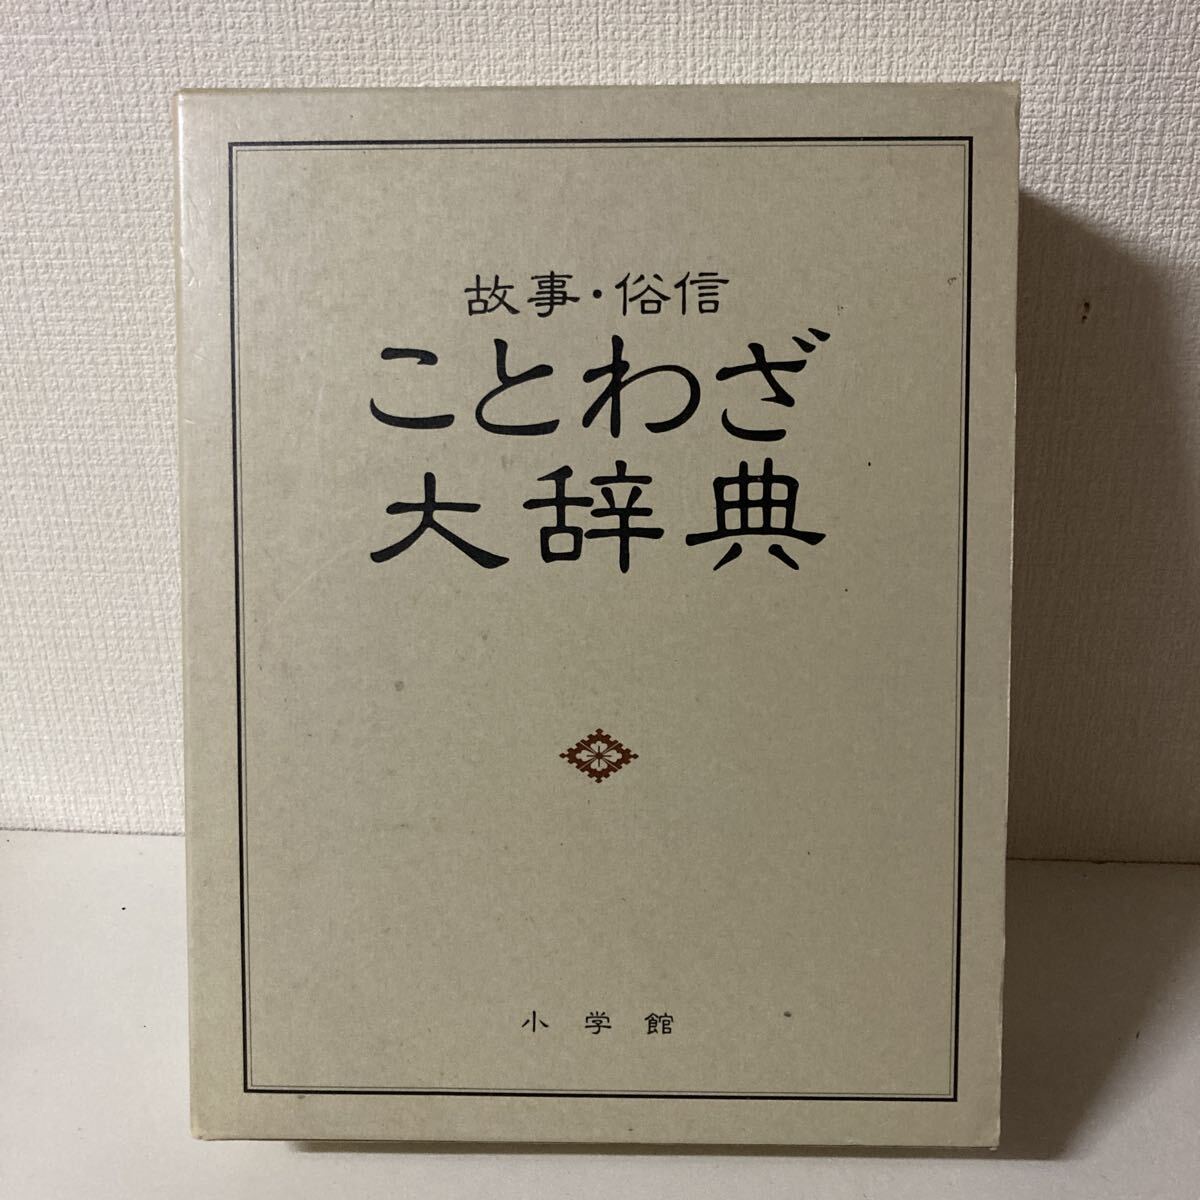 故事・俗信
ことわざ
大辞典
小学館